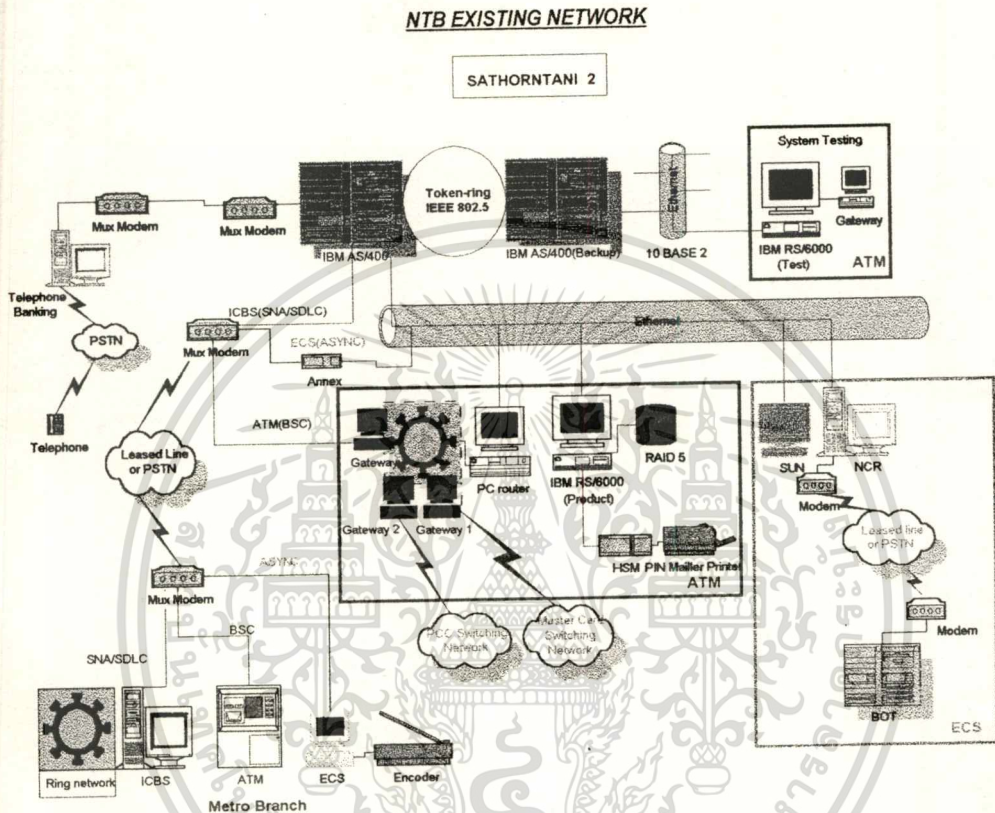 NTB EXISTING NETWORK
SATHORNTANI 2
System Testing
Gateway
IBM RS/6000
(Test)
ATM
Token-ring
IEEE 802.5
Ethernet
10 BASE 2
IBM AS/400
IBM AS/400(Backup)
Mux Modem
Mux Modem
Telephone
Banking
PSTN
Telephone
ICBS(SNA/SDLC)
Mux Modem
ECS(ASYNC)
Annex
Ethernet
ATM(BSC)
Leased Line
or PSTN
Gateway
Gateway 2
Gateway 1
PC router
IBM RS/6000
(Product)
RAID 5
HSM
PIN Mailler Printer
ATM
SUN
NCR
Modem
Leased line
or PSTN
Modem
BOT
ECS
PCC Switching
Network
Master Card
Switching
Network
Mux Modem
ASYNC
BSC
SNA/SDLC
Ring network
ICBS
ATM
ECS
Encoder
Metro Branch